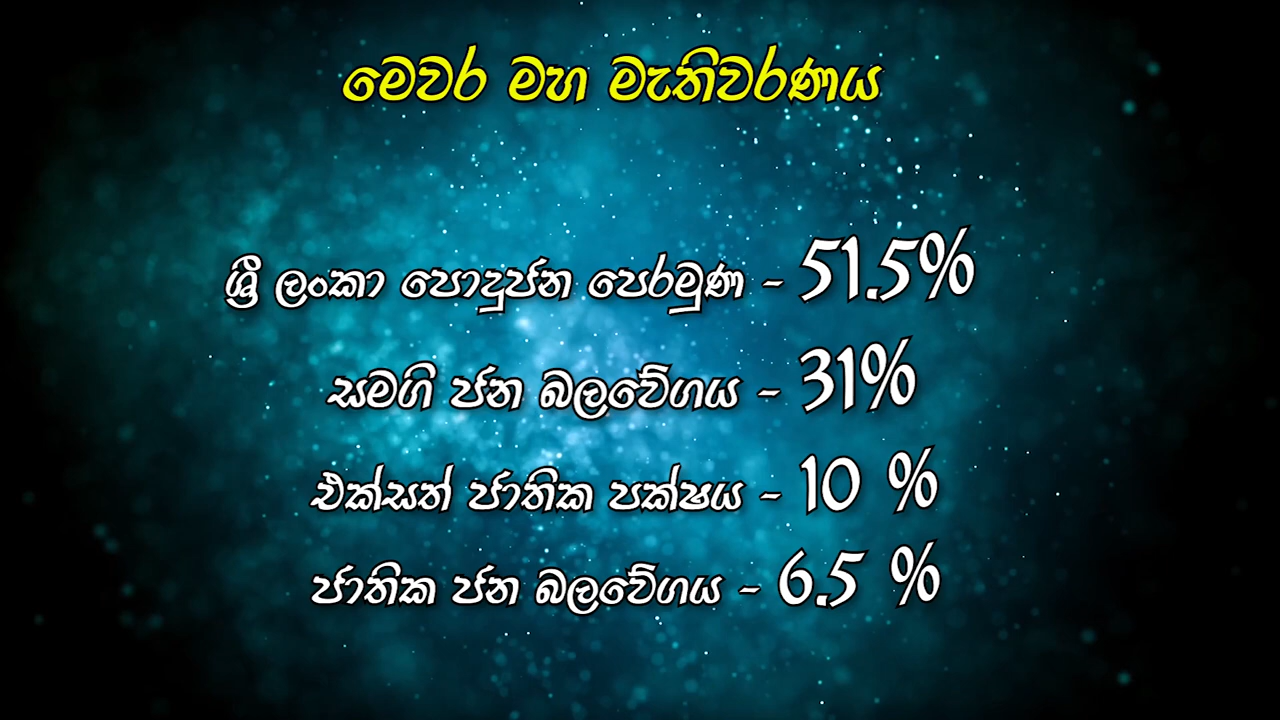 මෙවර මහ මැතිවරණය
ශ්‍රී ලංකා පොදුජන පෙරමුණ - 51.5%
සමගි ජන බලවේගය - 31%
එක්සත් ජාතික පක්ෂය - 10 %
ජාතික ජන බලවේගය - 6.5 %